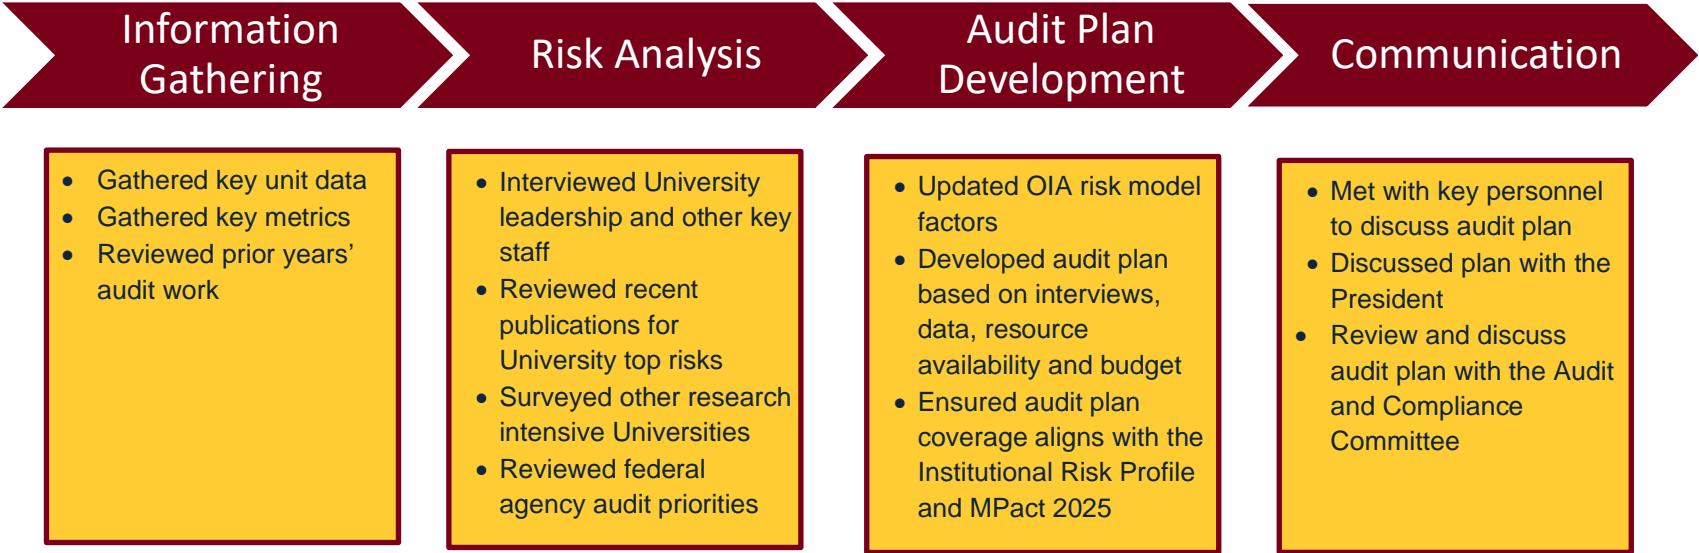 Information
Gathering
Risk Analysis
Audit Plan
Development
Communication
• Gathered key unit data
• Gathered key metrics
• Reviewed prior years’
audit work
• Interviewed University
leadership and other key
staff
• Reviewed recent
publications for
University top risks
• Surveyed other research
intensive Universities
• Reviewed federal
agency audit priorities
• Updated OIA risk model
factors
• Developed audit plan
based on interviews,
data, resource
availability and budget
• Ensured audit plan
coverage aligns with the
Institutional Risk Profile
and MPact 2025
• Met with key personnel
to discuss audit plan
• Discussed plan with the
President
• Review and discuss
audit plan with the Audit
and Compliance
Committee